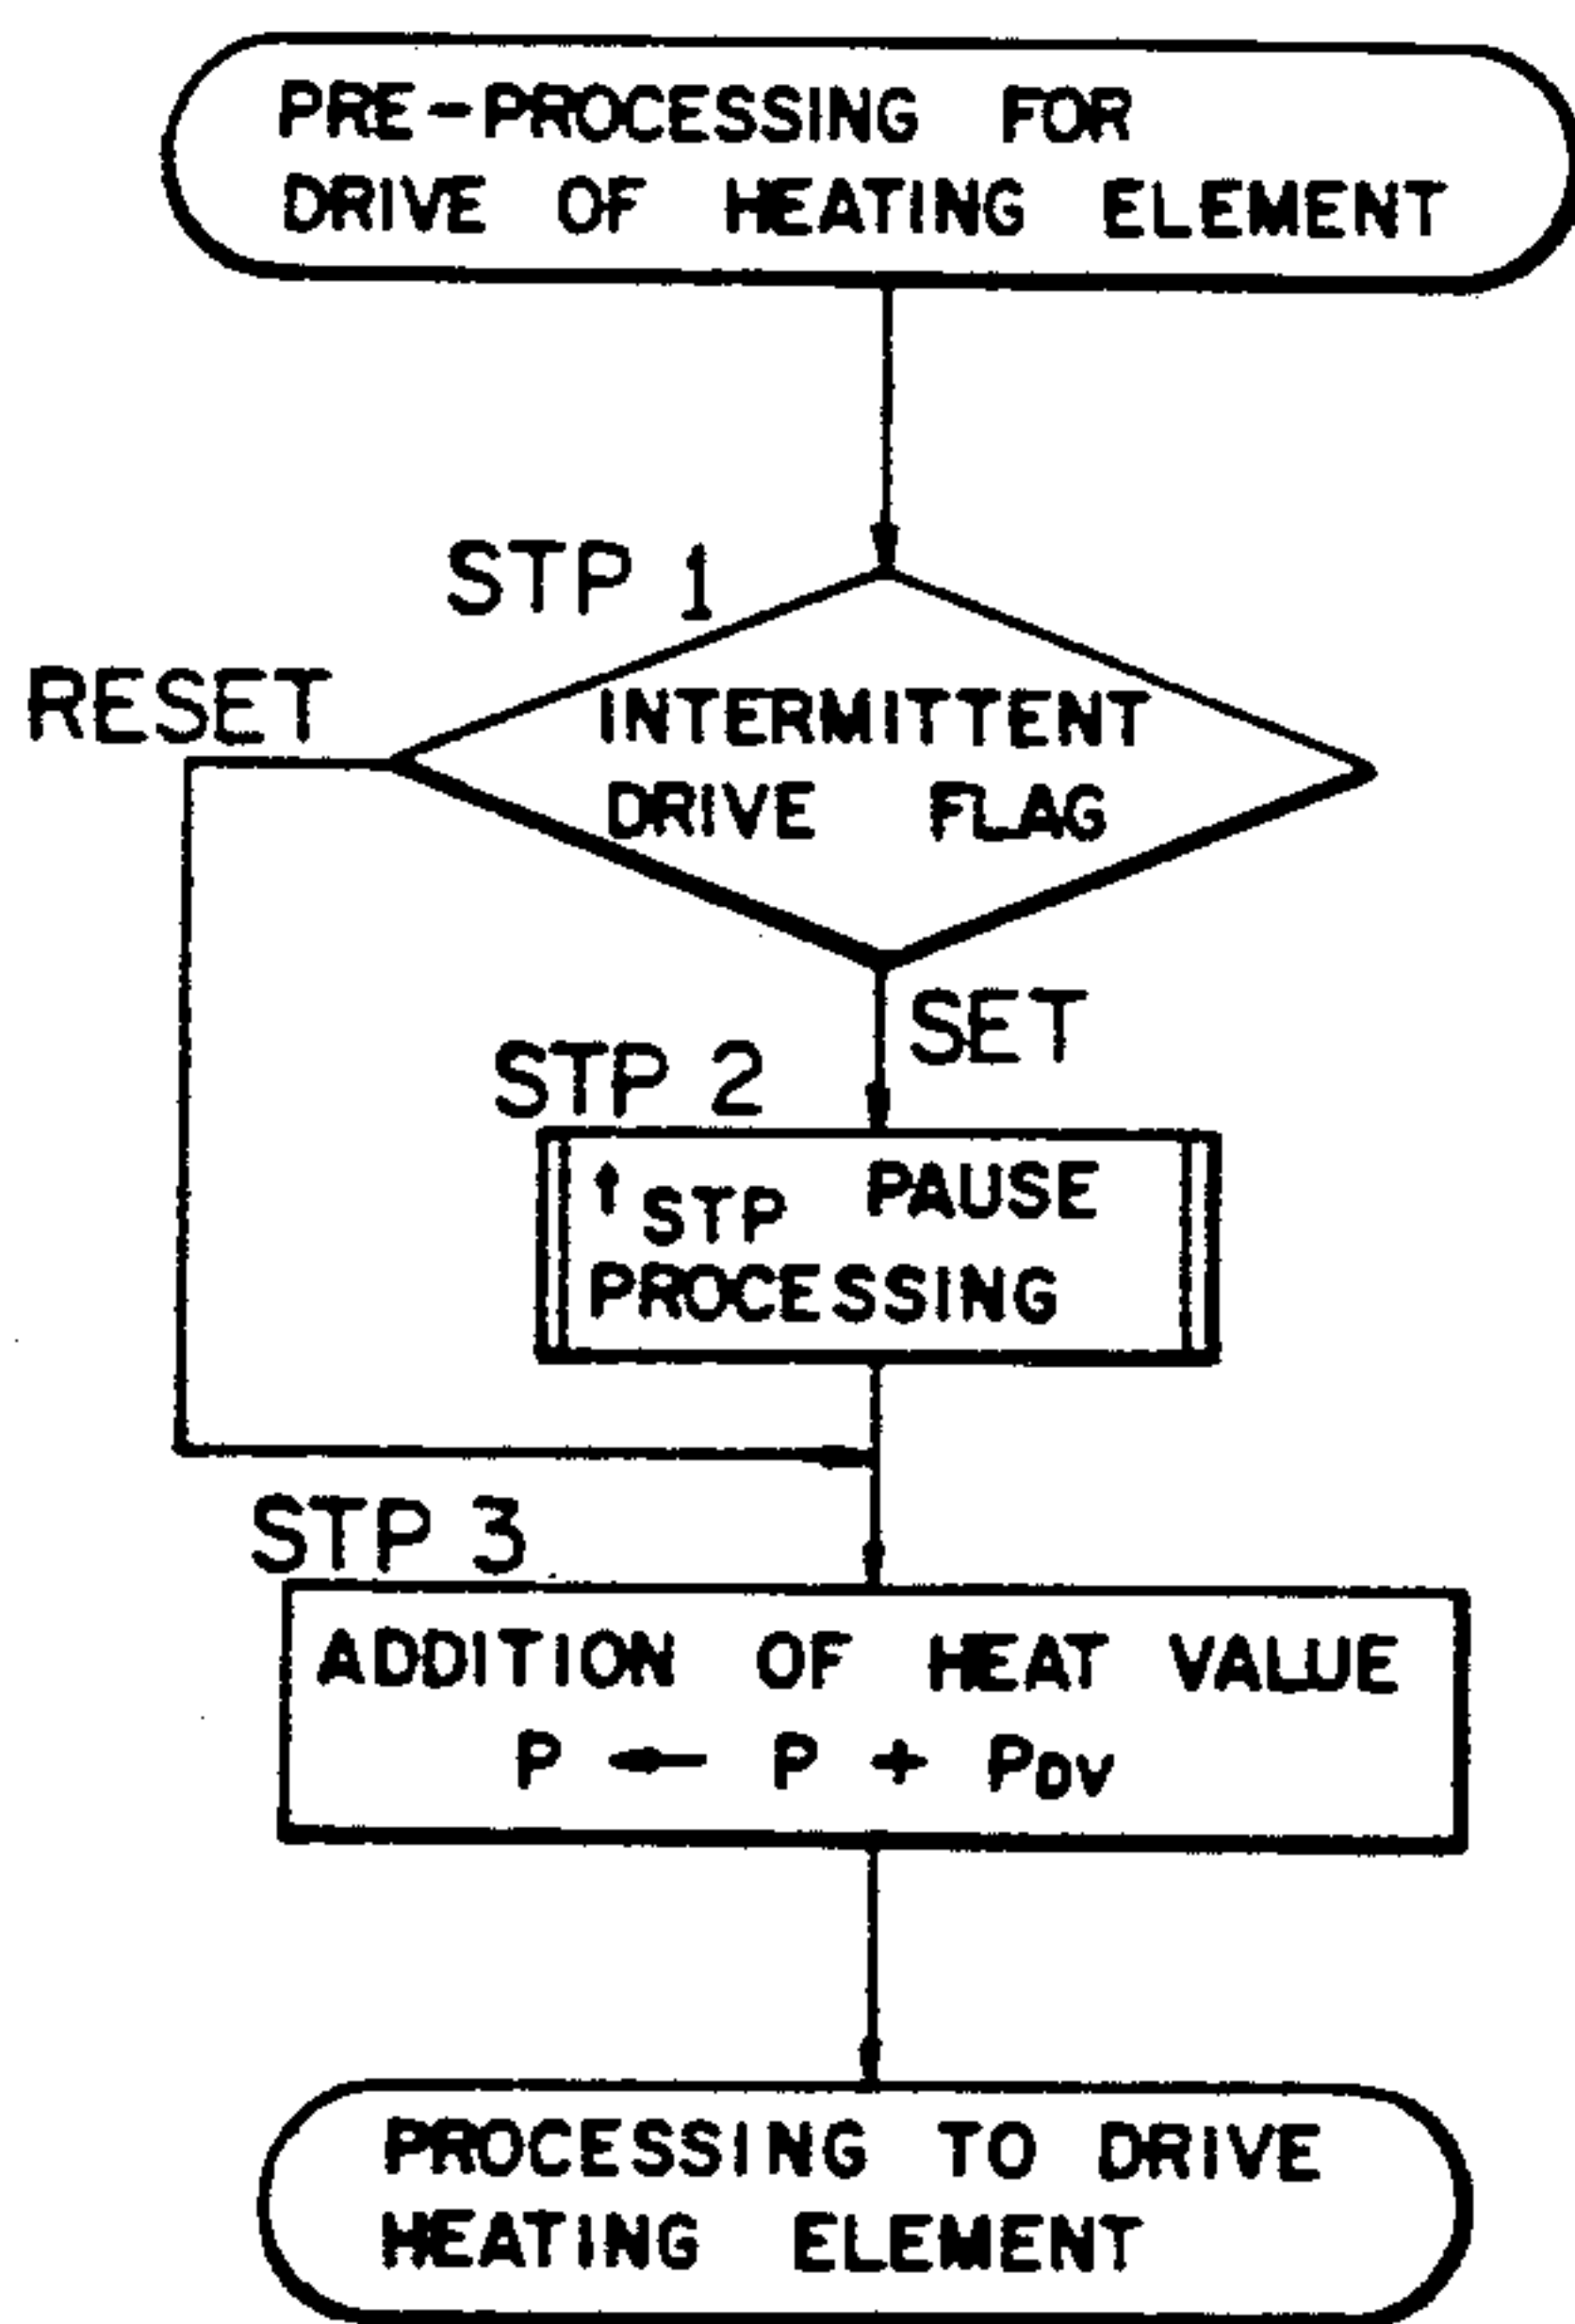 PRE-PROCESSING FOR
DRIVE OF HEATING ELEMENT
STP 1
RESET
INTERMITTENT
DRIVE FLAG
SET
STP 2
↑STP PAUSE
PROCESSING
STP 3
ADDITION OF HEAT VALUE
P ← P + PDV
PROCESSING TO DRIVE
HEATING ELEMENT